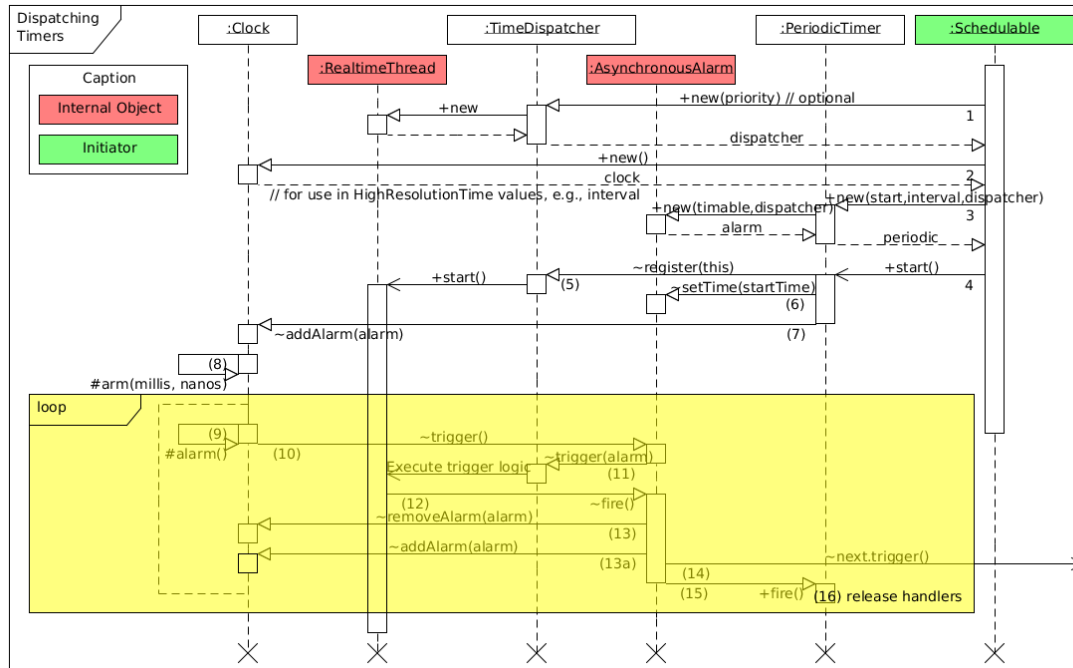 Dispatching
Timers
:Clock
:TimeDispatcher
:PeriodicTimer
:Schedulable
:RealtimeThread
:AsynchronousAlarm
Caption
Internal Object
Initiator
+new(priority) // optional
1
+new
dispatcher
+new()
2
clock
// for use in HighResolutionTime values, e.g., interval
+new(start,interval,dispatcher)
3
+new(timable,dispatcher)
alarm
periodic
+start()
4
~register(this)
(5)
+start()
~setTime(startTime)
(6)
~addAlarm(alarm)
(7)
(8)
#arm(millis, nanos)
loop
(9)
#alarm()
(10)
~trigger()
~trigger(alarm)
(11)
Execute trigger logic
(12)
~fire()
~removeAlarm(alarm)
(13)
~addAlarm(alarm)
(13a)
~next.trigger()
(14)
(15)
+fire()
(16) release handlers